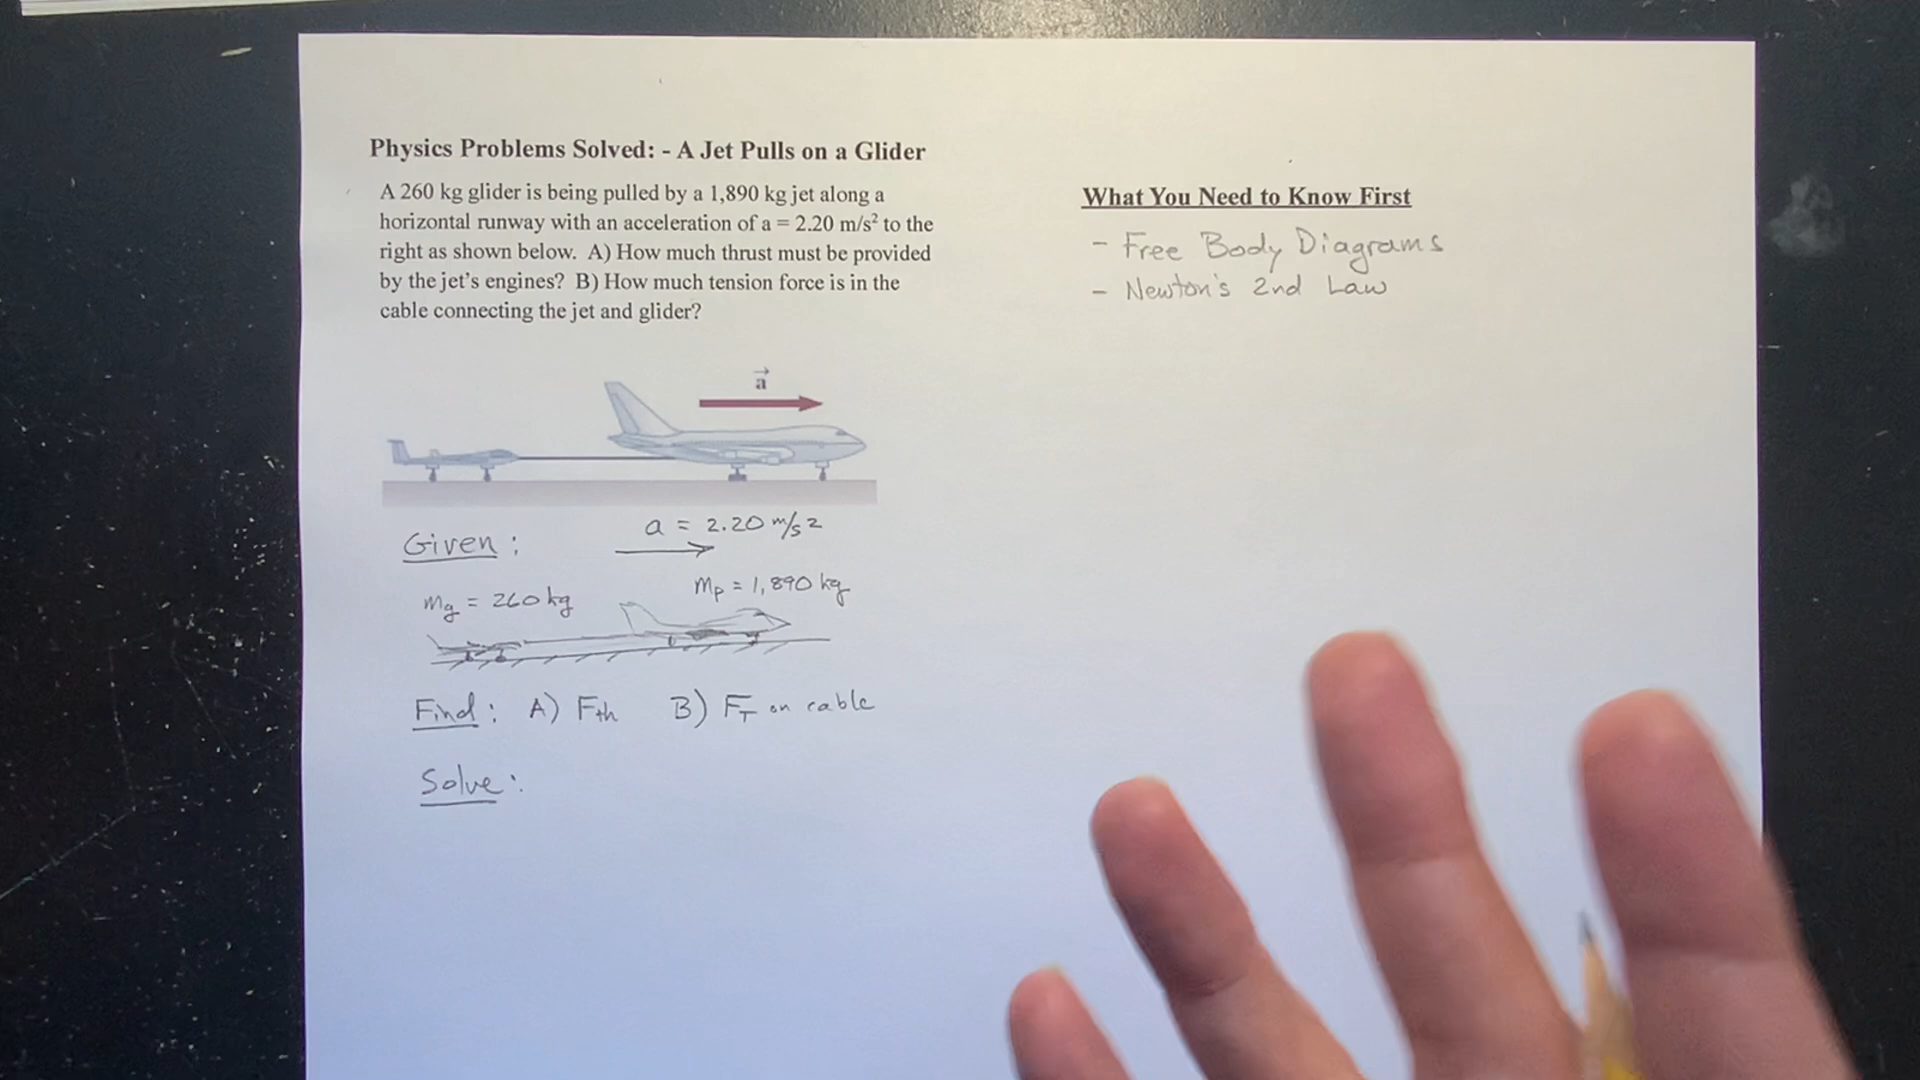 Physics Problems Solved: - A Jet Pulls on a Glider
A 260 kg glider is being pulled by a 1,890 kg jet along a
horizontal runway with an acceleration of a = 2.20 m/s² to the
right as shown below. A) How much thrust must be provided
by the jet's engines? B) How much tension force is in the
cable connecting the jet and glider?
a
Given:
a = 2.20 m/s2
mg = 260 kg
mp = 1,890 kg
Find: A) Fth B) FT on cable
Solve:
What You Need to Know First
- Free Body Diagrams
- Newton's 2nd Law